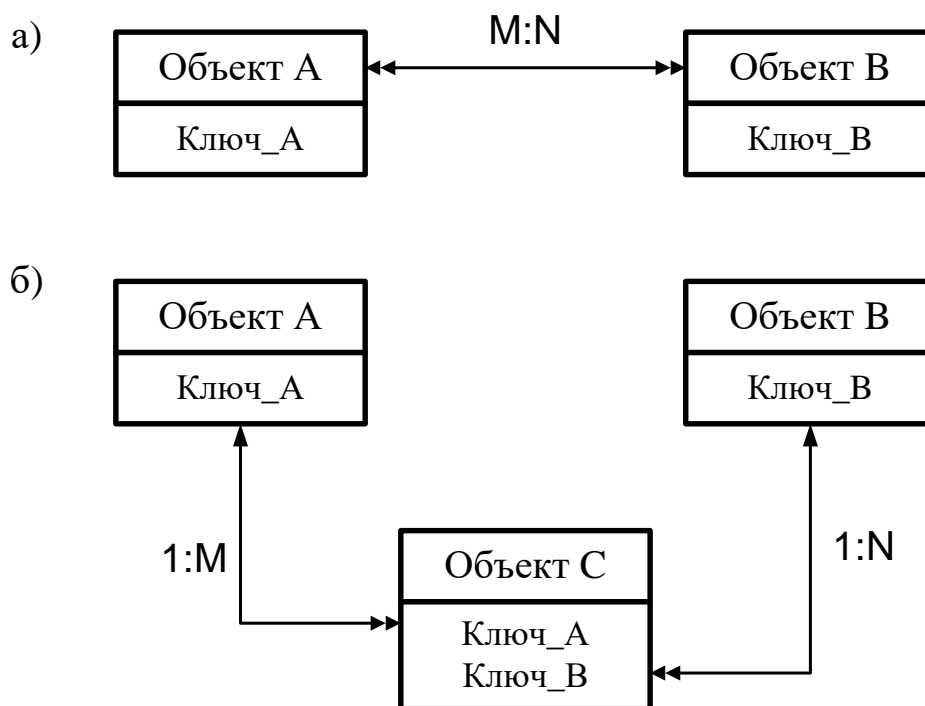 а)
M:N
Объект А
Объект В
Ключ_А
Ключ_В
б)
Объект А
Объект В
Ключ_А
Ключ_В
1:M
1:N
Объект С
Ключ_А
Ключ_В